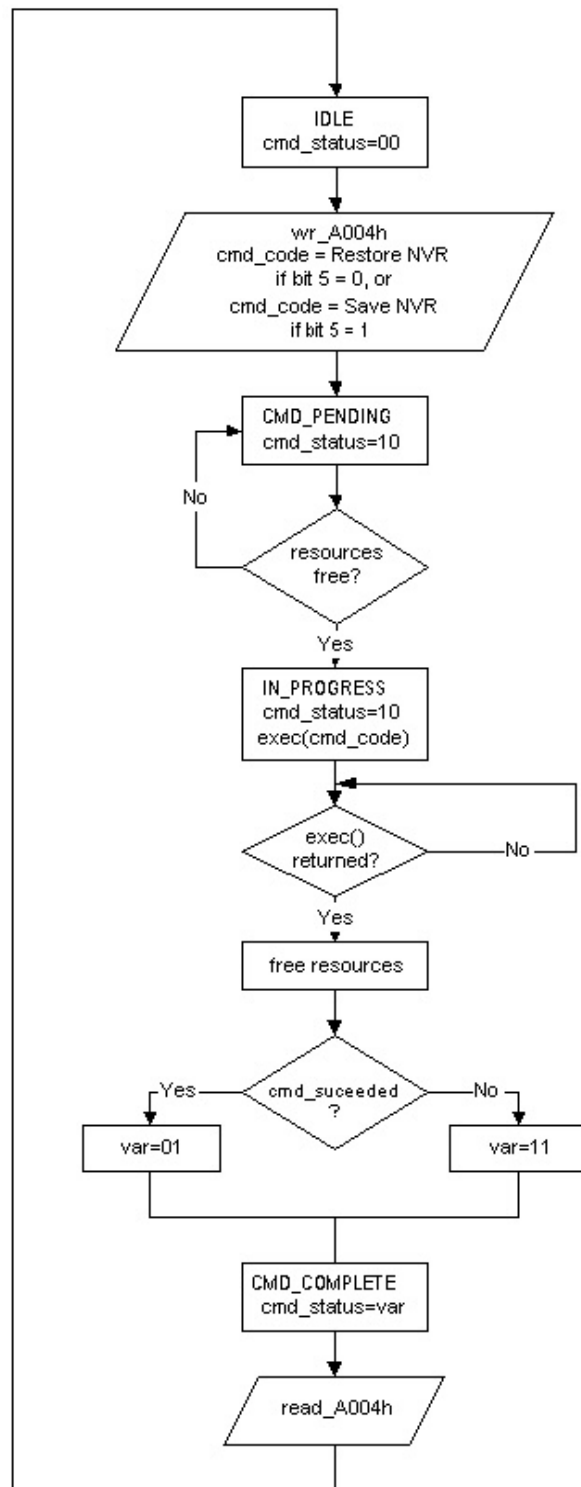 IDLE
cmd_status=00
wr_A004h
cmd_code = Restore NVR
if bit 5 = 0, or
cmd_code = Save NVR
if bit 5 = 1
CMD_PENDING
cmd_status=10
No
resources
free?
Yes
IN_PROGRESS
cmd_status=10
exec(cmd_code)
exec()
returned?
No
Yes
free resources
Yes
cmd_suceeded
?
No
var=01
var=11
CMD_COMPLETE
cmd_status=var
read_A004h